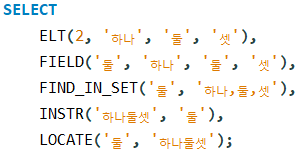 SELECT
ELT(2, '하나', '둘', '셋'),
FIELD('둘', '하나', '둘', '셋'),
FIND_IN_SET('둘', '하나,둘,셋'),
INSTR('하나둘셋', '둘'),
LOCATE('둘', '하나둘셋');